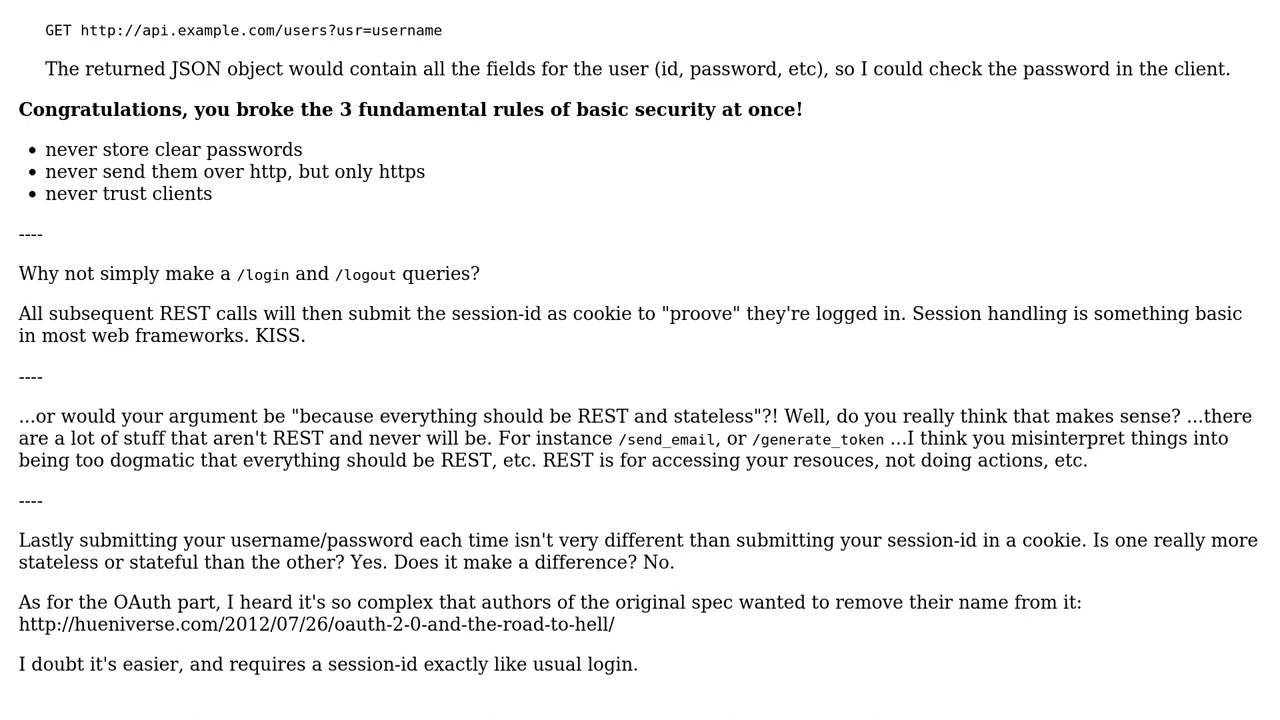 GET http://api.example.com/users?usr=username
The returned JSON object would contain all the fields for the user (id, password, etc), so I could check the password in the client.
Congratulations, you broke the 3 fundamental rules of basic security at once!
• never store clear passwords
• never send them over http, but only https
• never trust clients
----
Why not simply make a /login and /logout queries?
All subsequent REST calls will then submit the session-id as cookie to "proove" they're logged in. Session handling is something basic
in most web frameworks. KISS.
----
...or would your argument be "because everything should be REST and stateless"?! Well, do you really think that makes sense? ...there
are a lot of stuff that aren't REST and never will be. For instance /send_email, or /generate_token ...I think you misinterpret things into
being too dogmatic that everything should be REST, etc. REST is for accessing your resouces, not doing actions, etc.
----
Lastly submitting your username/password each time isn't very different than submitting your session-id in a cookie. Is one really more
stateless or stateful than the other? Yes. Does it make a difference? No.
As for the OAuth part, I heard it's so complex that authors of the original spec wanted to remove their name from it:
http://hueniverse.com/2012/07/26/oauth-2-0-and-the-road-to-hell/
I doubt it's easier, and requires a session-id exactly like usual login.